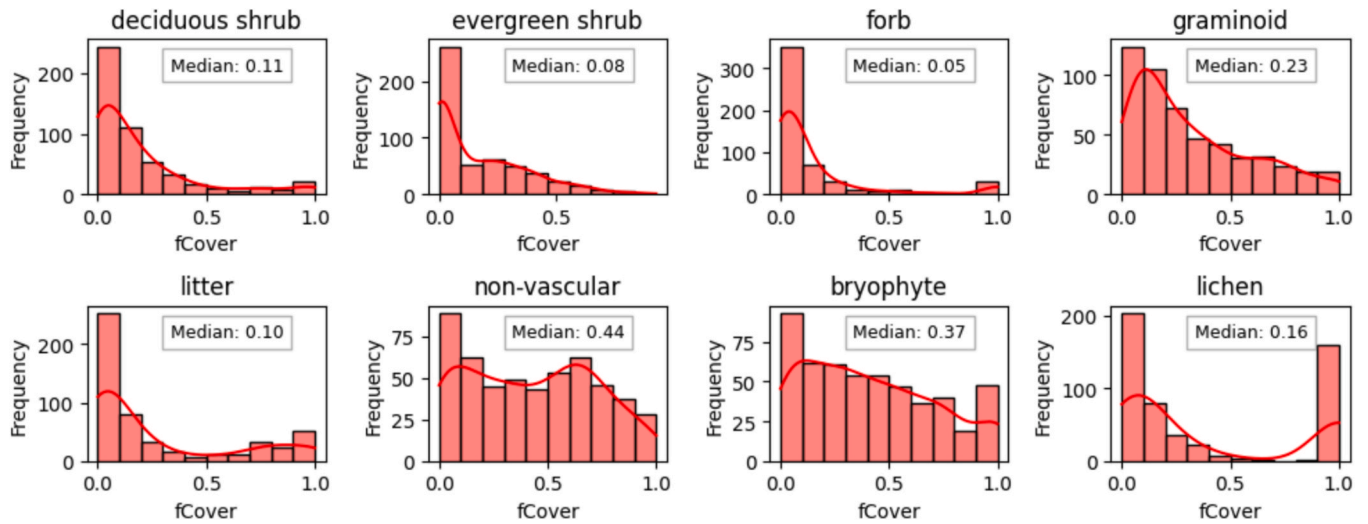 deciduous shrub
evergreen shrub
forb
graminoid
Median: 0.11
Median: 0.08
Median: 0.05
Median: 0.23
Frequency
200
100
0
Frequency
200
100
0
Frequency
300
200
100
0
Frequency
100
50
0
0.0 0.5 1.0
0.0 0.5
0.0 0.5 1.0
0.0 0.5 1.0
fCover
fCover
fCover
fCover
litter
non-vascular
bryophyte
lichen
Median: 0.10
Median: 0.44
Median: 0.37
Median: 0.16
Frequency
200
100
0
Frequency
75
50
25
0
Frequency
75
50
25
0
Frequency
200
100
0
0.0 0.5 1.0
0.0 0.5 1.0
0.0 0.5 1.0
0.0 0.5 1.0
fCover
fCover
fCover
fCover